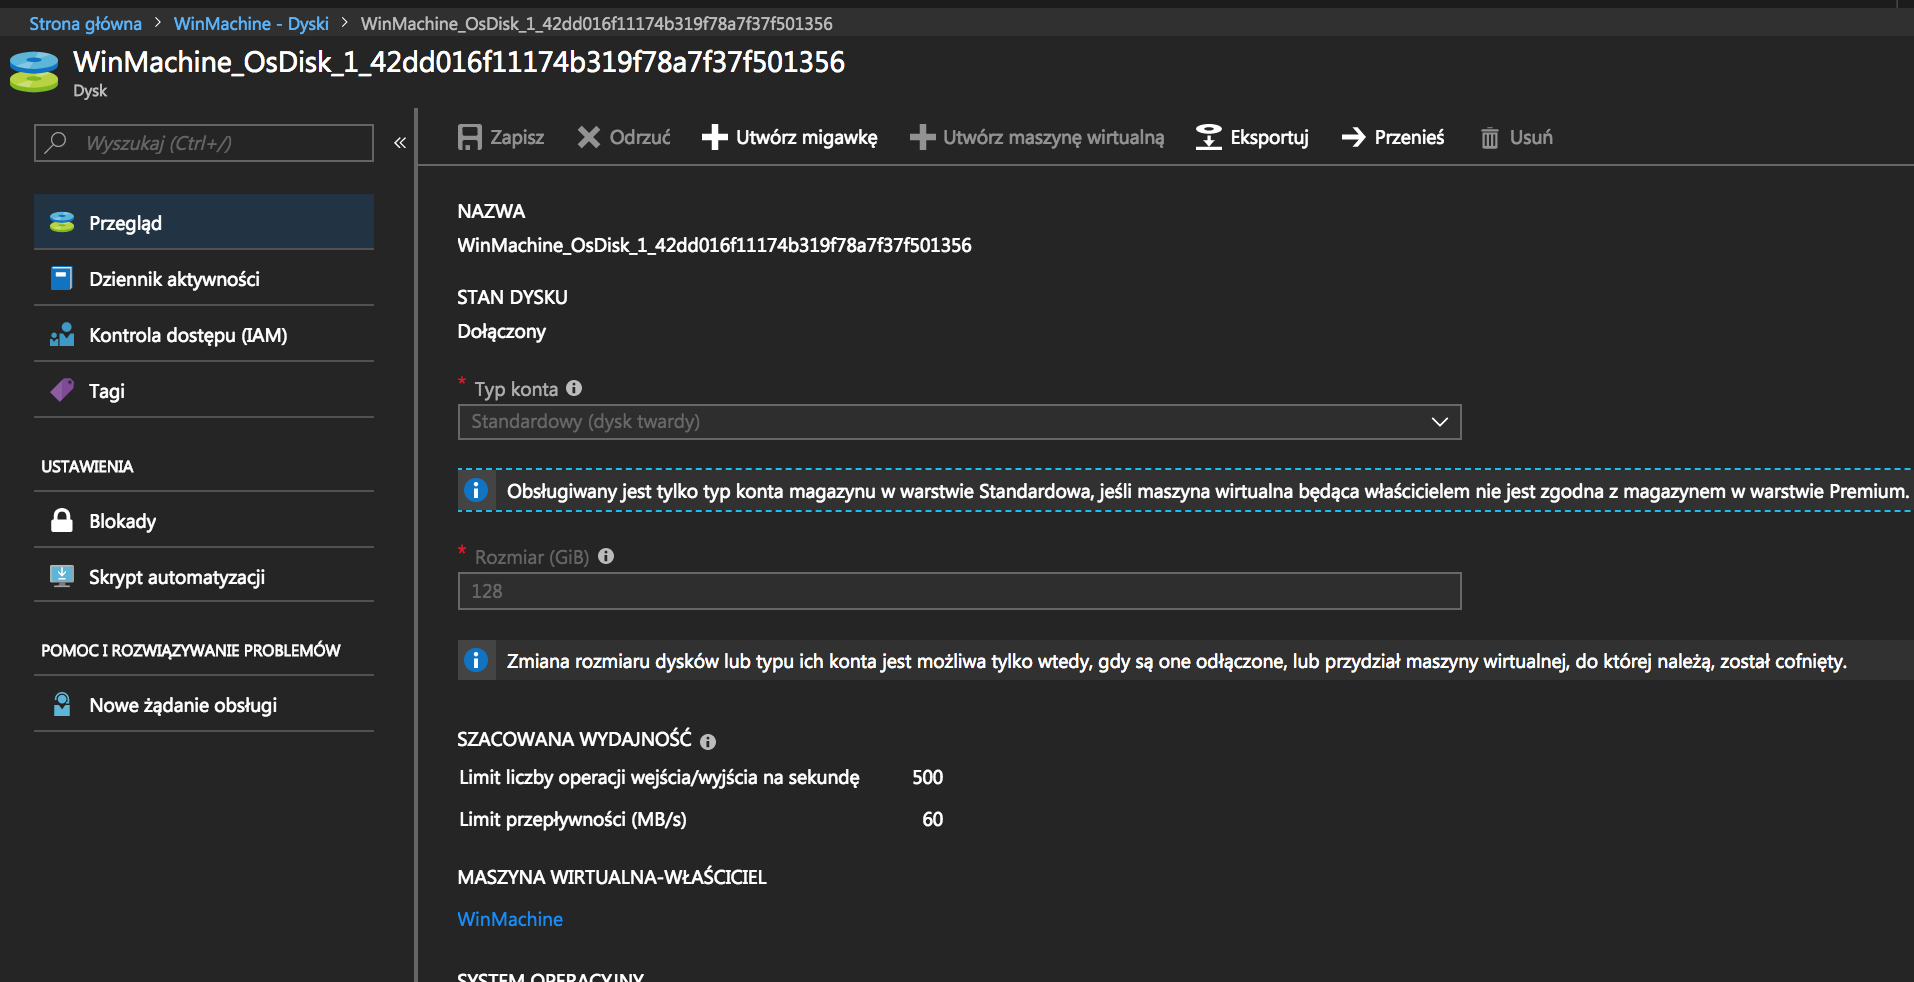 Strona główna > WinMachine - Dyski > WinMachine_OsDisk_1_42dd016f11174b319f78a7f37f501356
WinMachine_OsDisk_1_42dd016f11174b319f78a7f37f501356
Dysk
Wyszukaj (Ctrl+/)
«
Przegląd
Dziennik aktywności
Kontrola dostępu (IAM)
Tagi
USTAWIENIA
Blokady
Skrypt automatyzacji
POMOC I ROZWIĄZYWANIE PROBLEMÓW
Nowe żądanie obsługi
Zapisz Odrzuć Utwórz migawkę Utwórz maszynę wirtualną Eksportuj Przenieś Usuń
NAZWA
WinMachine_OsDisk_1_42dd016f11174b319f78a7f37f501356
STAN DYSKU
Dołączony
* Typ konta
Standardowy (dysk twardy)
Obsługiwany jest tylko typ konta magazynu w warstwie Standardowa, jeśli maszyna wirtualna będąca właścicielem nie jest zgodna z magazynem w warstwie Premium.
* Rozmiar (GiB)
128
Zmiana rozmiaru dysków lub typu ich konta jest możliwa tylko wtedy, gdy są one odłączone, lub przydział maszyny wirtualnej, do której należą, został cofnięty.
SZACOWANA WYDAJNOŚĆ
Limit liczby operacji wejścia/wyjścia na sekundę 500
Limit przepływności (MB/s) 60
MASZYNA WIRTUALNA-WŁAŚCICIEL
WinMachine
SYSTEM OPERACYJNY